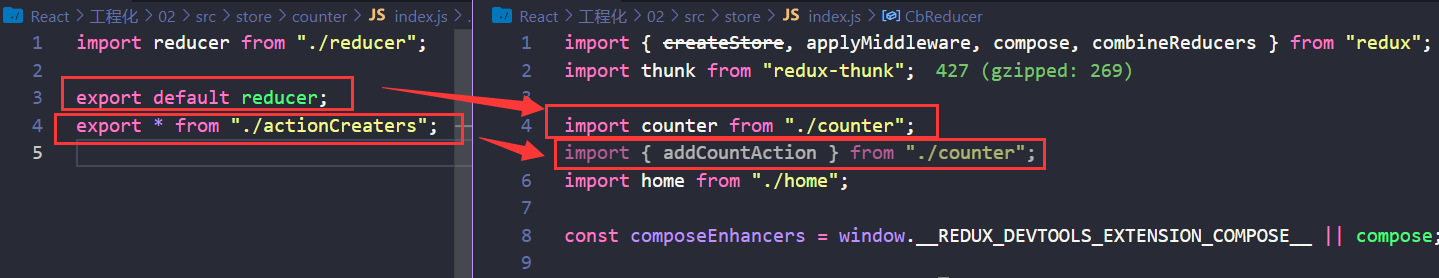 React > 工程化 > 02 > src > store > counter > JS index.js > .
1 import reducer from "./reducer";
2
3 export default reducer;
4 export * from "./actionCreaters";
5
React > 工程化 > 02 > src > store > JS index.js > CbReducer
1 import { createStore, applyMiddleware, compose, combineReducers } from "redux";
2 import thunk from "redux-thunk"; 427 (gzipped: 269)
3
4 import counter from "./counter";
import { addCountAction } from "./counter";
6 import home from "./home";
7
8 const composeEnhancers = window.__REDUX_DEVTOOLS_EXTENSION_COMPOSE__ || compose;
9